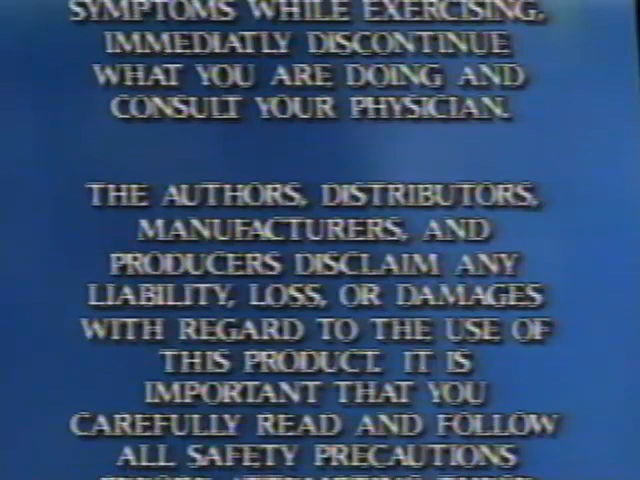 SYMPTOMS WHILE EXERCISING,
IMMEDIATLY DISCONTINUE
WHAT YOU ARE DOING AND
CONSULT YOUR PHYSICIAN.
THE AUTHORS, DISTRIBUTORS,
MANUFACTURERS, AND
PRODUCERS DISCLAIM ANY
LIABILITY, LOSS, OR DAMAGES
WITH REGARD TO THE USE OF
THIS PRODUCT. IT IS
IMPORTANT THAT YOU
CAREFULLY READ AND FOLLOW
ALL SAFETY PRECAUTIONS